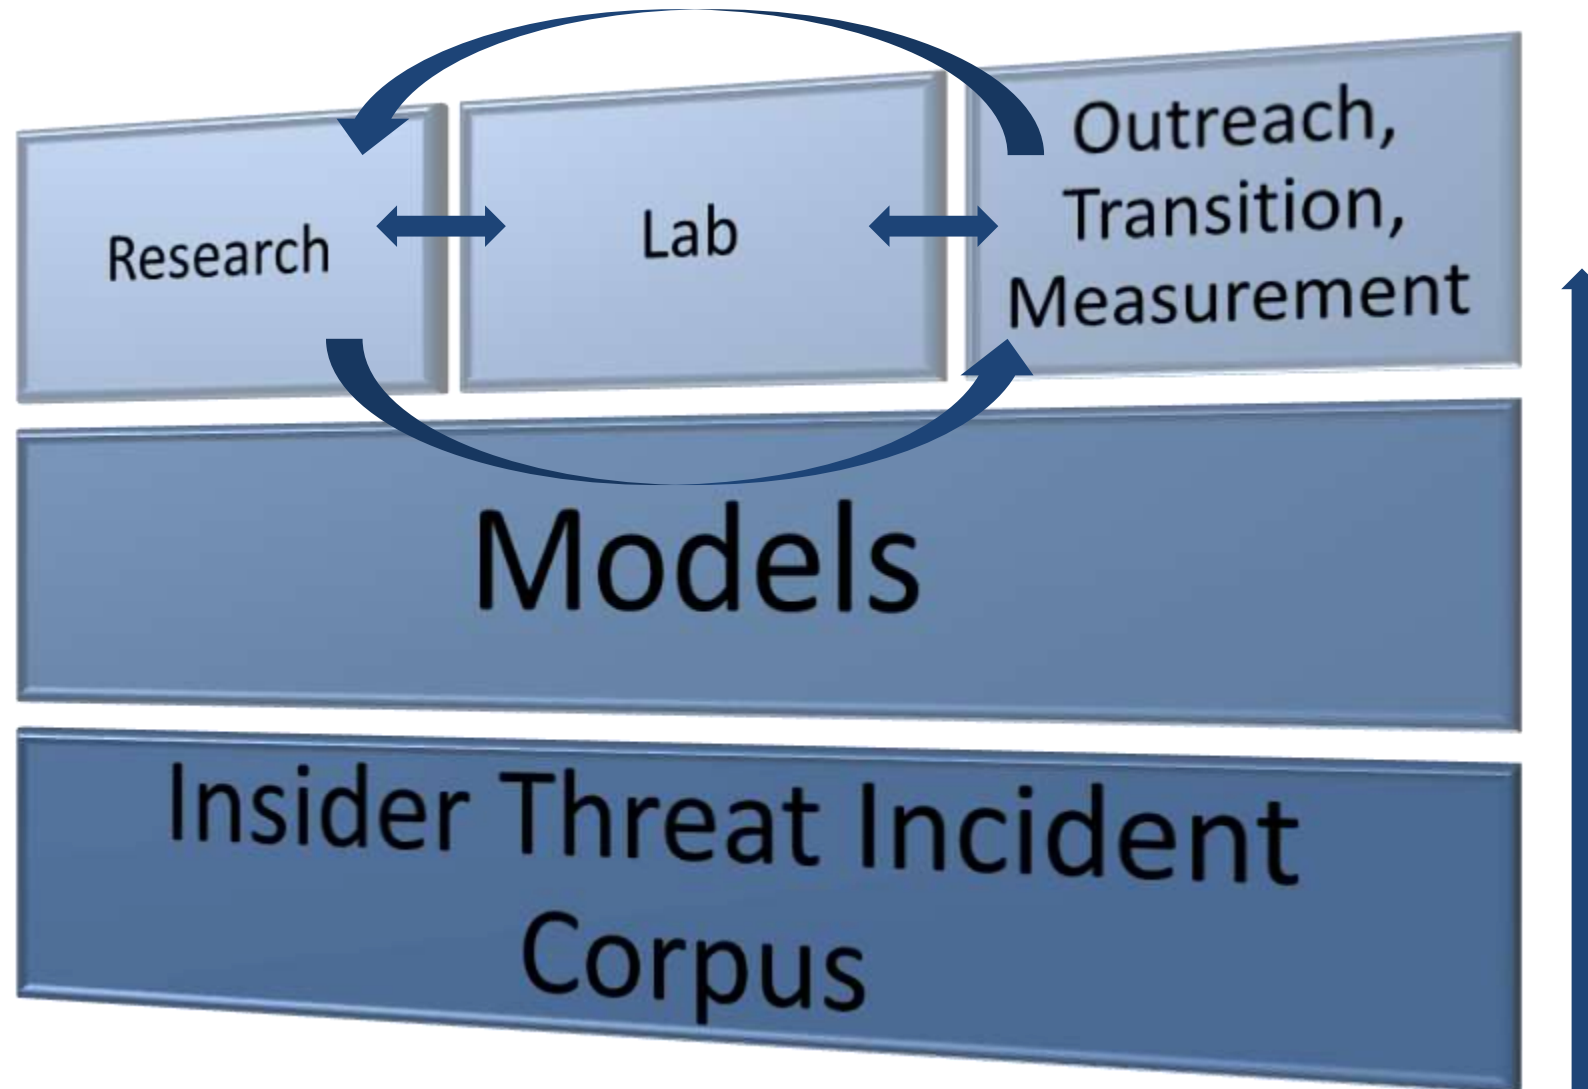 Research
Lab
Outreach,
Transition,
Measurement
Models
Insider Threat Incident
Corpus